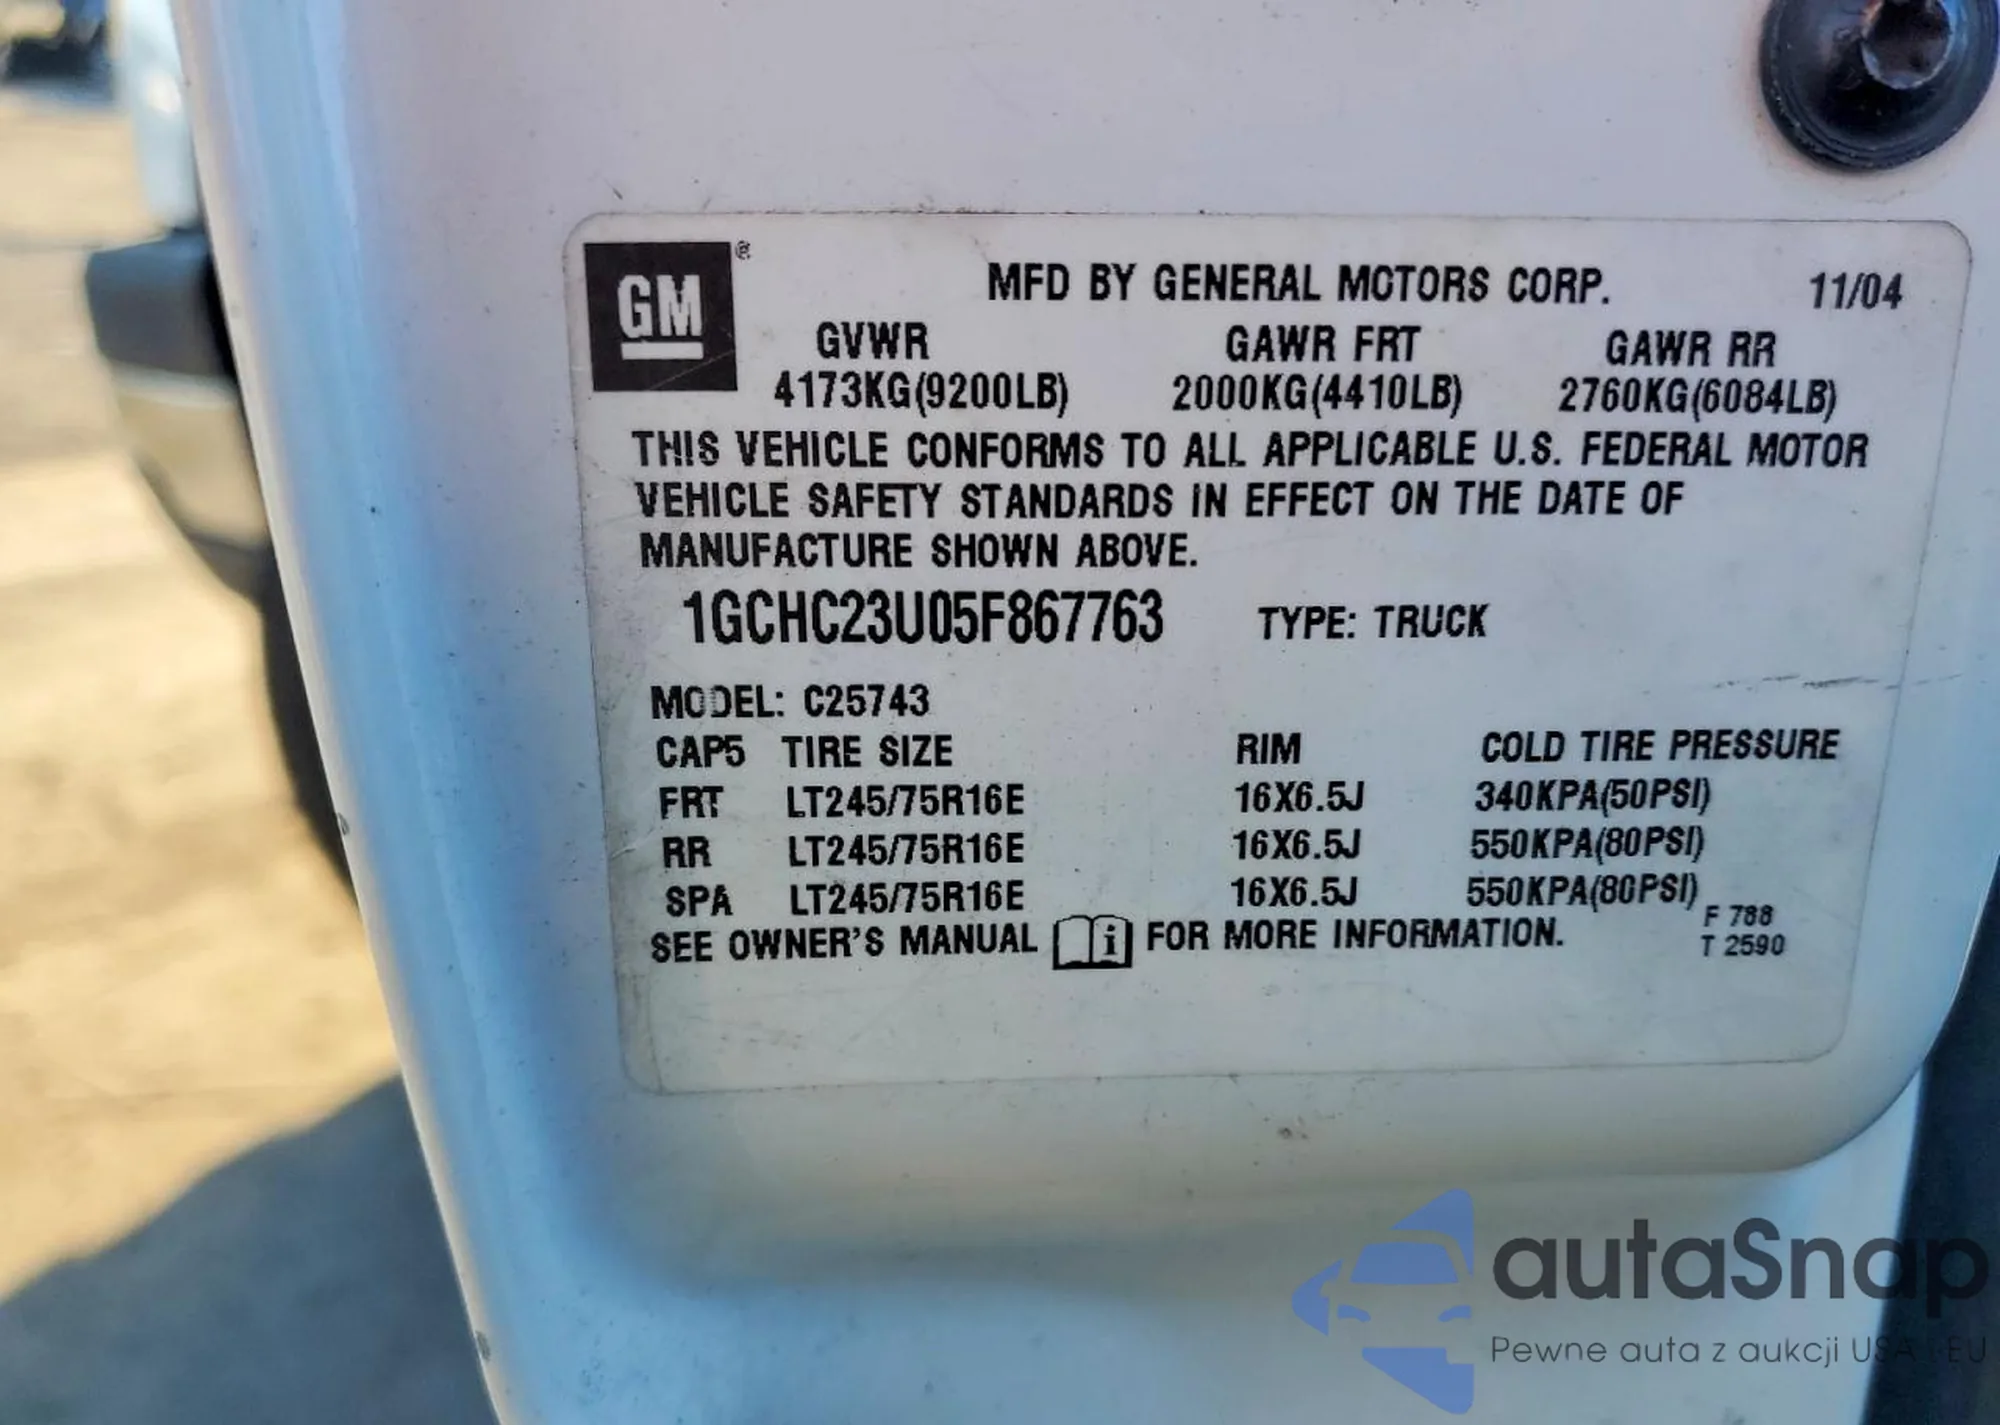 GM ®
MFD BY GENERAL MOTORS CORP. 11/04
GVWR GAWR FRT GAWR RR
4173KG(9200LB) 2000KG(4410LB) 2760KG(6084LB)
THIS VEHICLE CONFORMS TO ALL APPLICABLE U.S. FEDERAL MOTOR
VEHICLE SAFETY STANDARDS IN EFFECT ON THE DATE OF
MANUFACTURE SHOWN ABOVE.
1GCHC23U05F867763 TYPE: TRUCK
MODEL: C25743
CAP5 TIRE SIZE RIM COLD TIRE PRESSURE
FRT LT245/75R16E 16X6.5J 340KPA(50PSI)
RR LT245/75R16E 16X6.5J 550KPA(80PSI)
SPA LT245/75R16E 16X6.5J 550KPA(80PSI)
SEE OWNER'S MANUAL i FOR MORE INFORMATION.
F 788
T 2590
autaSnap
Pewne auta z aukcji USA i EU